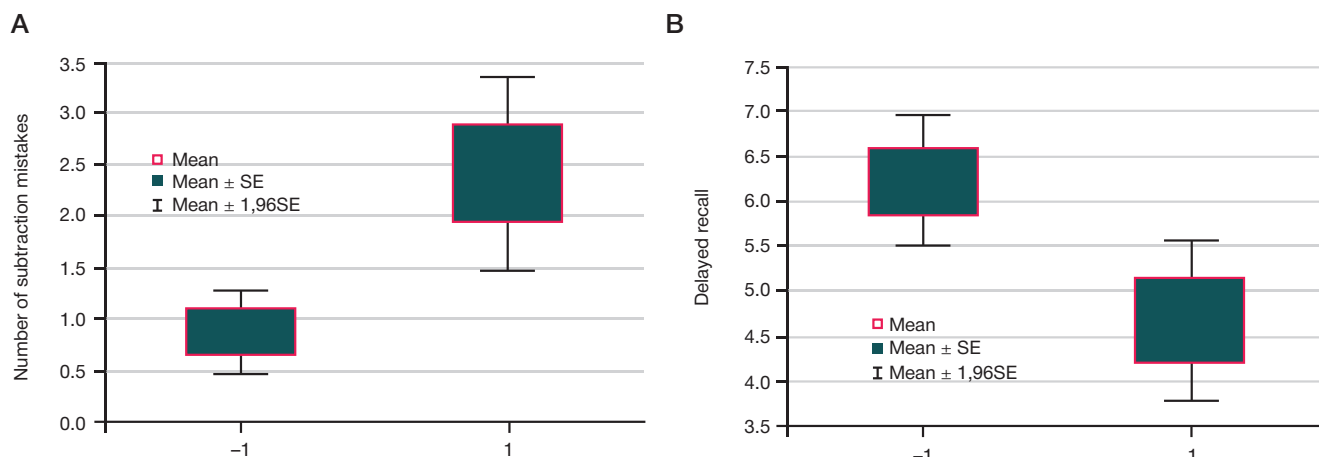 A
Number of subtraction mistakes
3.5
3.0
2.5
2.0
1.5
1.0
0.5
0.0
Mean
Mean ± SE
Mean ± 1,96SE
–1
1
B
Delayed recall
7.5
7.0
6.5
6.0
5.5
5.0
4.5
4.0
3.5
Mean
Mean ± SE
Mean ± 1,96SE
–1
1